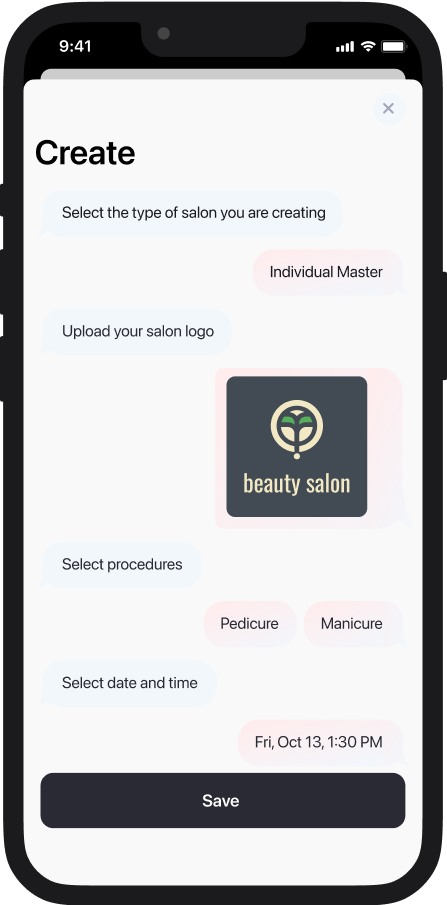 9:41
Create
Select the type of salon you are creating
Individual Master
Upload your salon logo
beauty salon
Select procedures
Pedicure Manicure
Select date and time
Fri, Oct 13, 1:30 PM
Save